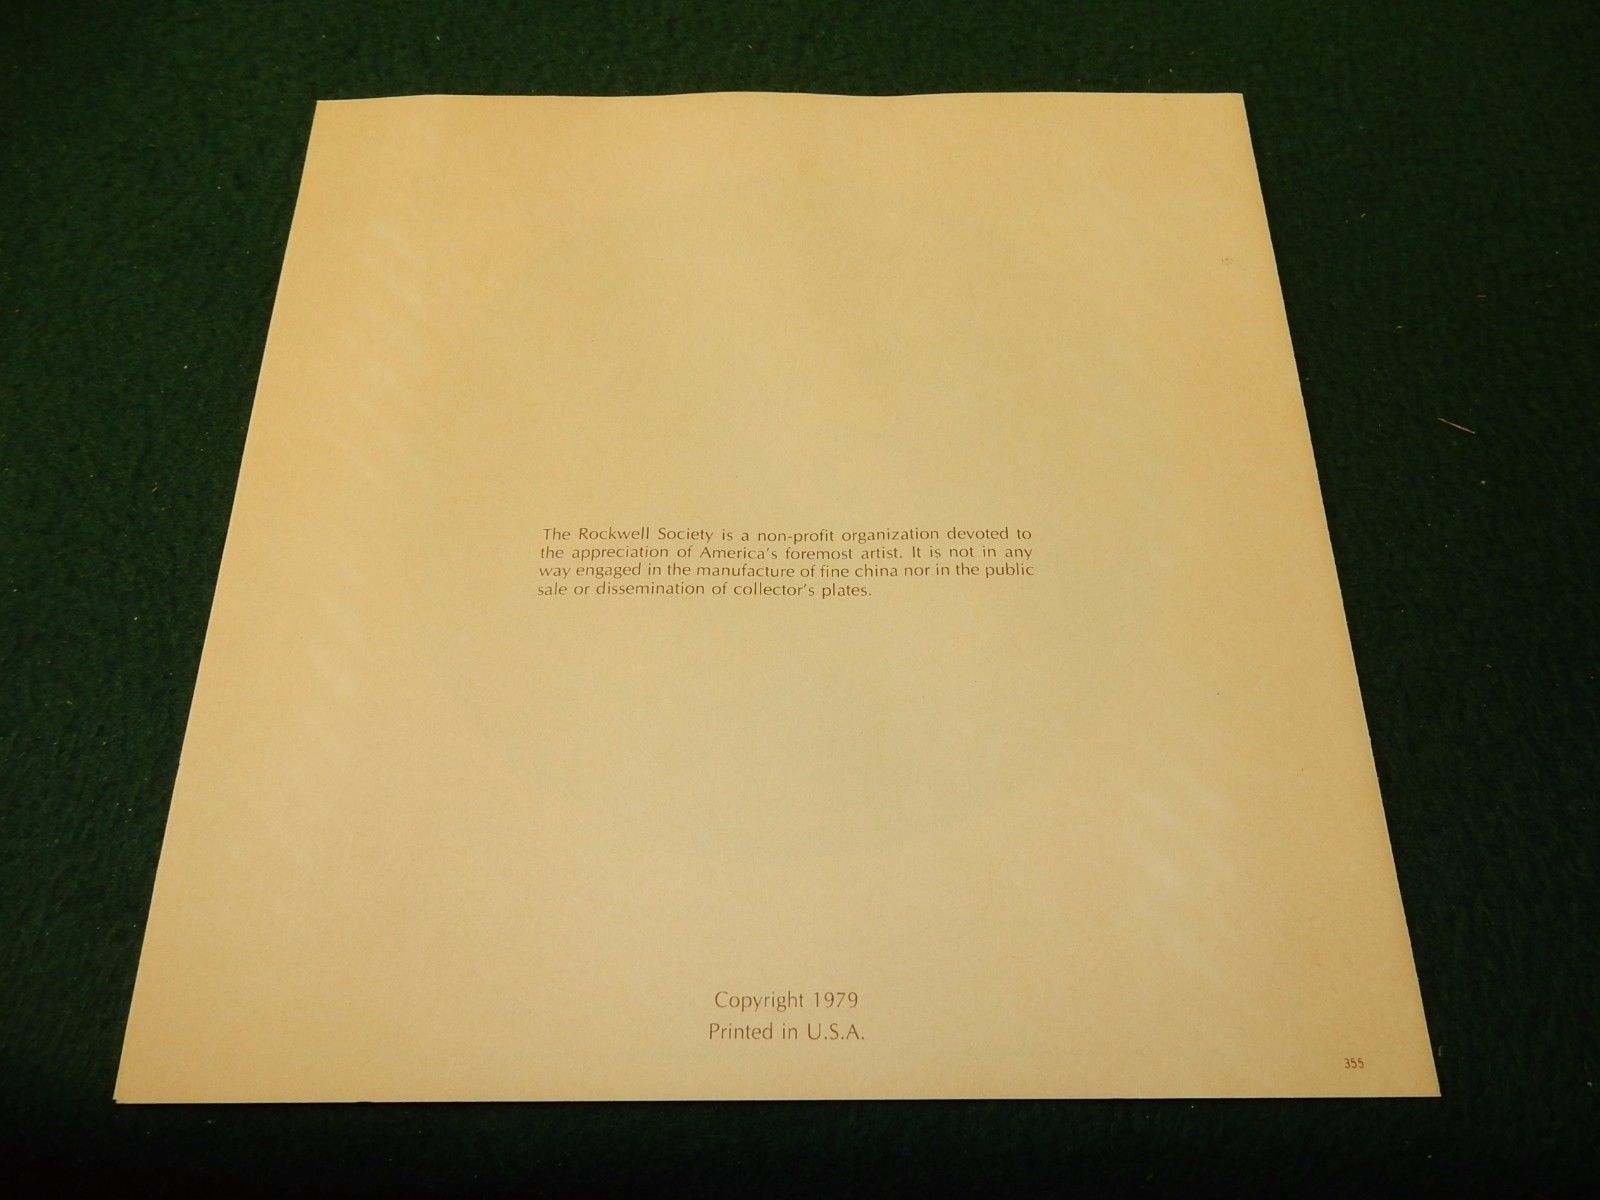 The Rockwell Society is a non-profit organization devoted to
the appreciation of America's foremost artist. It is not in any
way engaged in the manufacture of fine china nor in the public
sale or dissemination of collector's plates.
Copyright 1979
Printed in U.S.A.
355